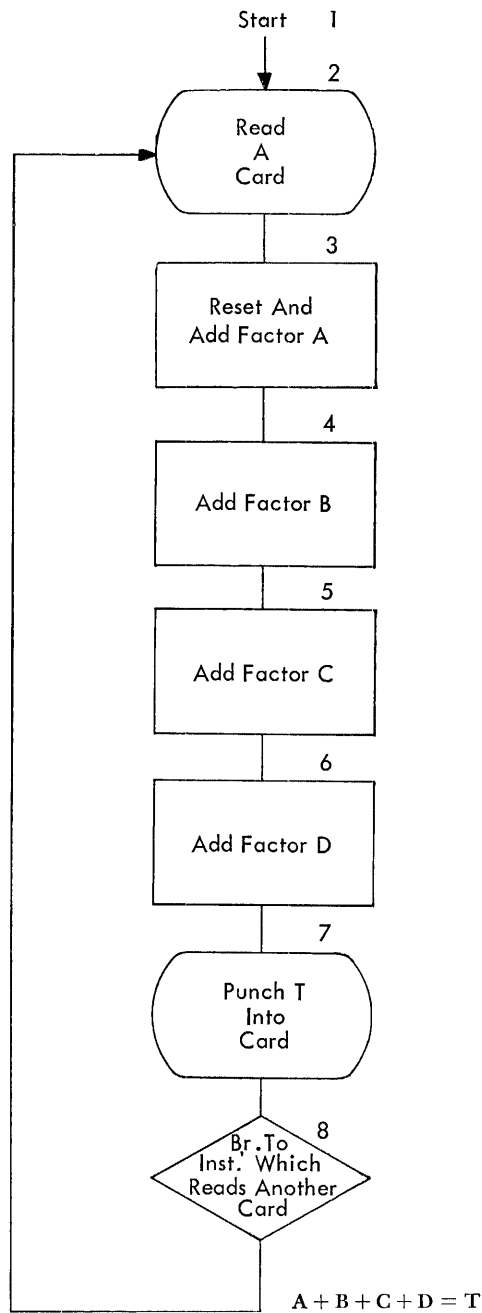 Start 1
2
Read
A
Card
3
Reset And
Add Factor A
4
Add Factor B
5
Add Factor C
6
Add Factor D
7
Punch T
Into
Card
8
Br.To
Inst.' Which
Reads Another
Card
A + B + C + D = T